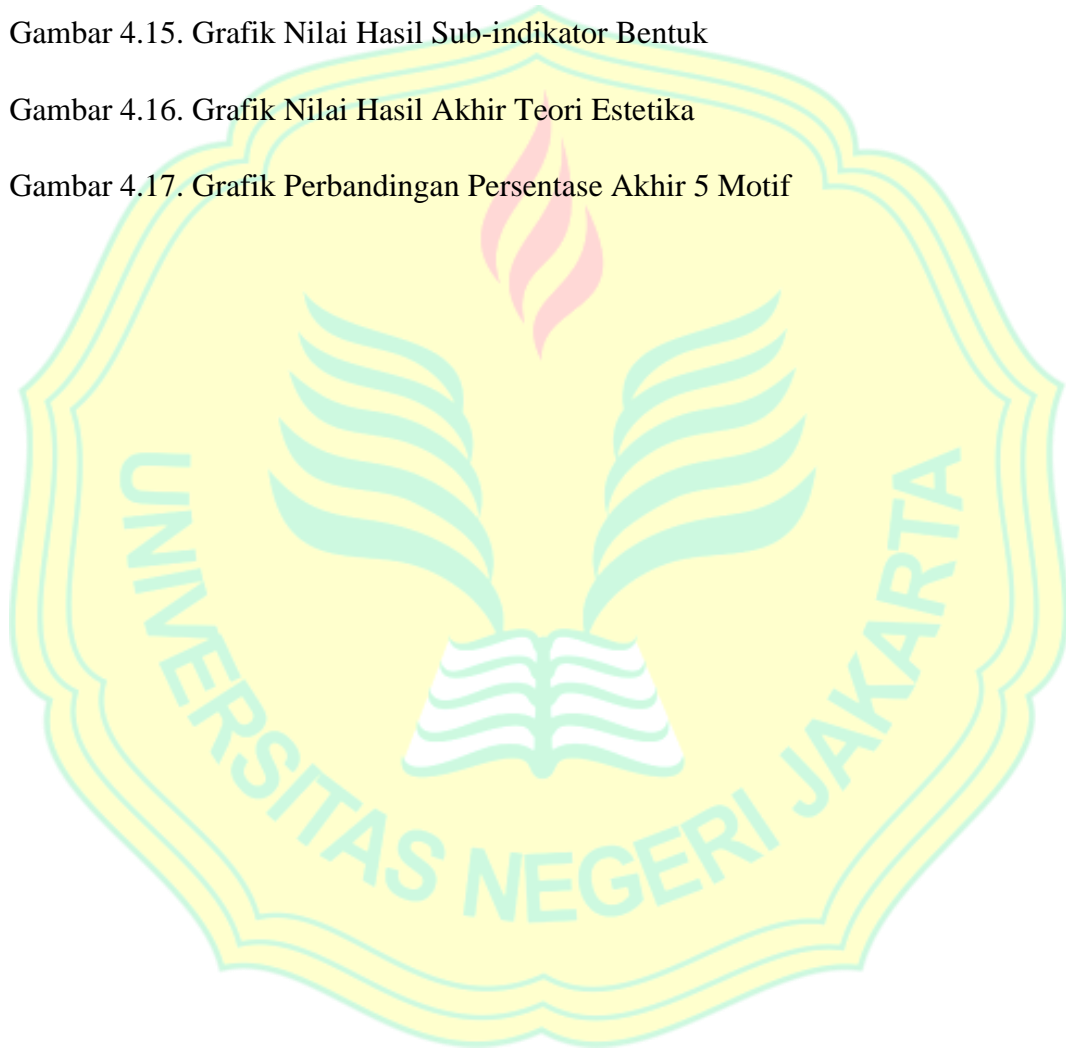 Gambar 4.15. Grafik Nilai Hasil Sub-indikator Bentuk
Gambar 4.16. Grafik Nilai Hasil Akhir Teori Estetika
Gambar 4.17. Grafik Perbandingan Persentase Akhir 5 Motif
UNIVERSITAS NEGERI JAKARTA